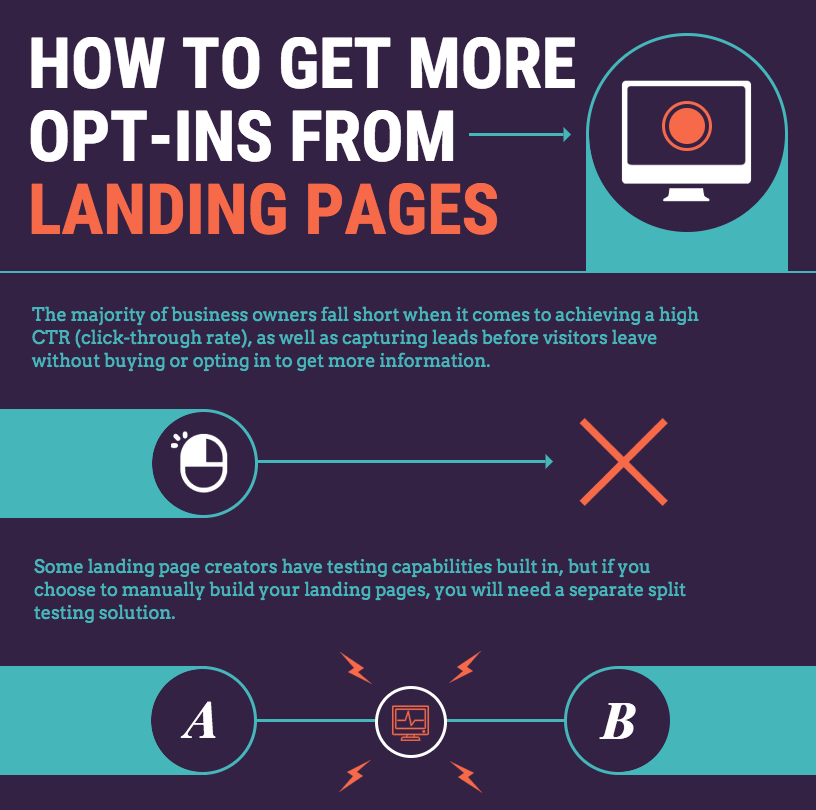 HOW TO GET MORE
OPT-INS FROM
LANDING PAGES
The majority of business owners fall short when it comes to achieving a high
CTR (click-through rate), as well as capturing leads before visitors leave
without buying or opting in to get more information.
Some landing page creators have testing capabilities built in, but if you
choose to manually build your landing pages, you will need a separate split
testing solution.
A
B